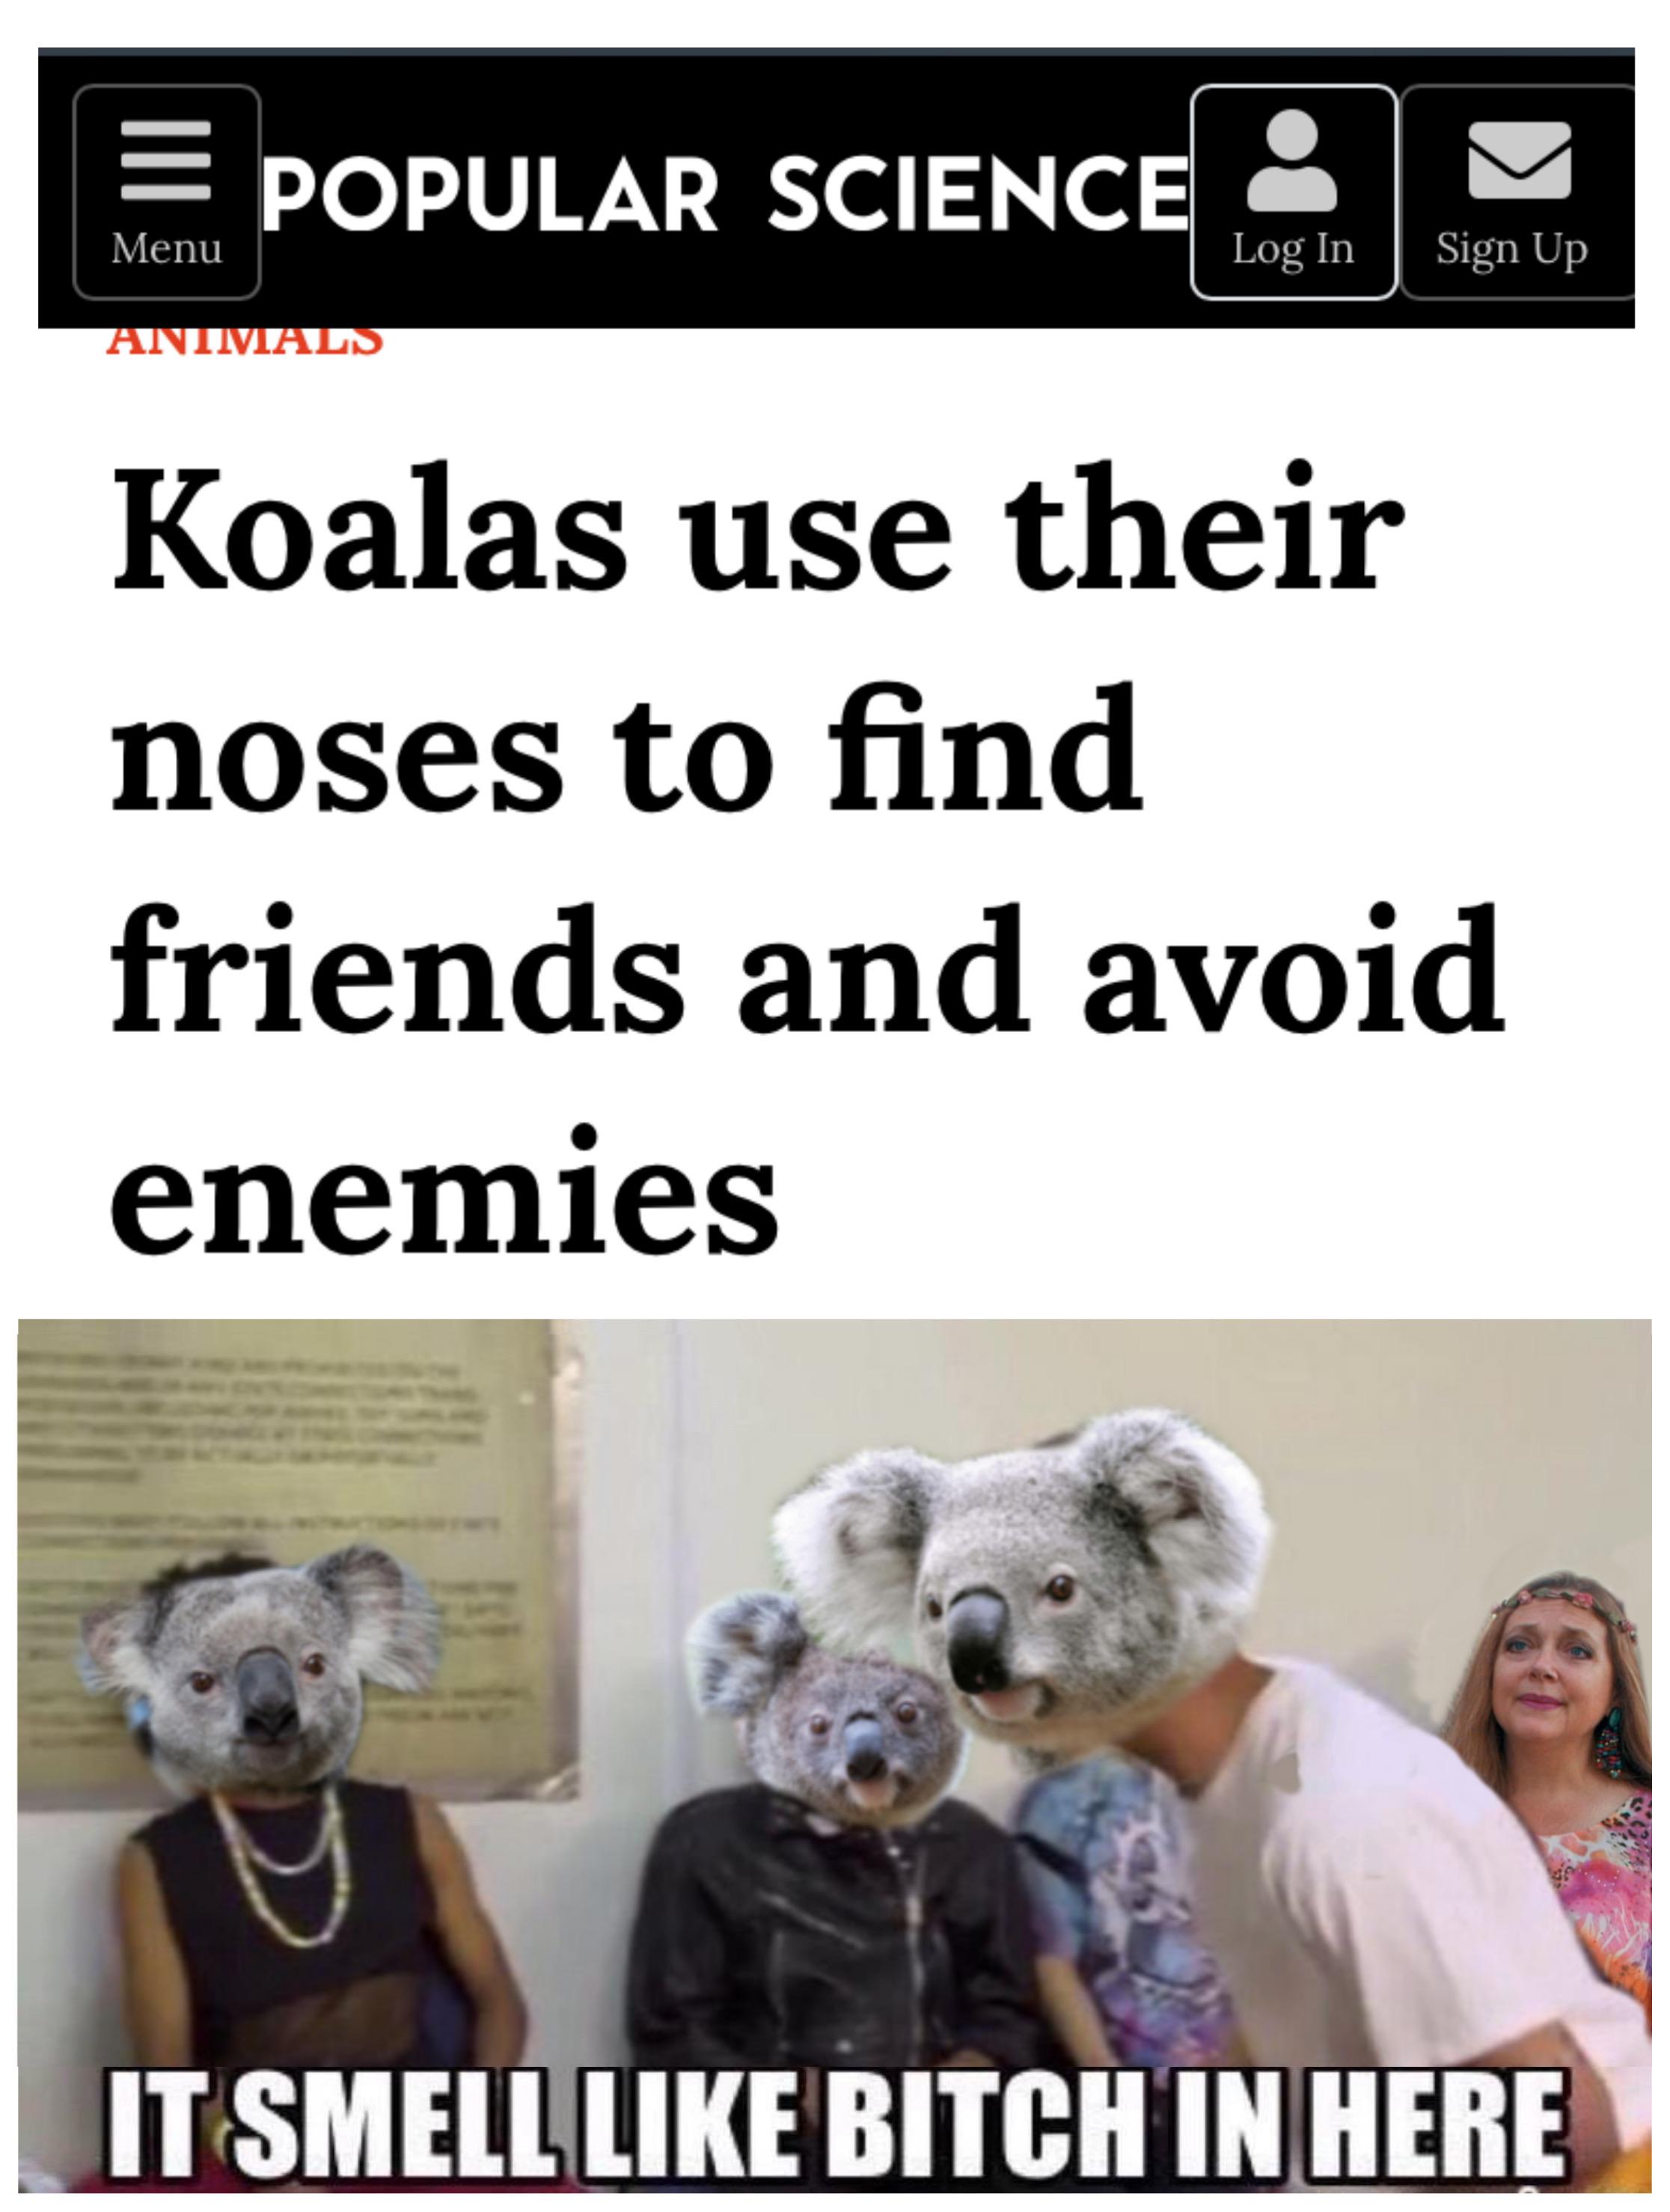 Menu
POPULAR SCIENCE
Log In
Sign Up
ANIMALS
Koalas use their
noses to find
friends and avoid
enemies
IT SMELL LIKE BITCH IN HERE